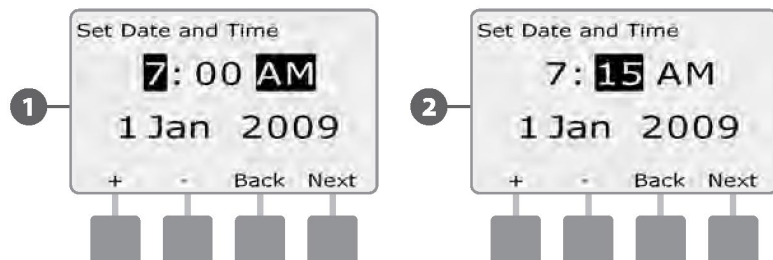 1
Set Date and Time
7: 00 AM
1 Jan 2009
+ - Back Next
2
Set Date and Time
7: 15 AM
1 Jan 2009
+ - Back Next